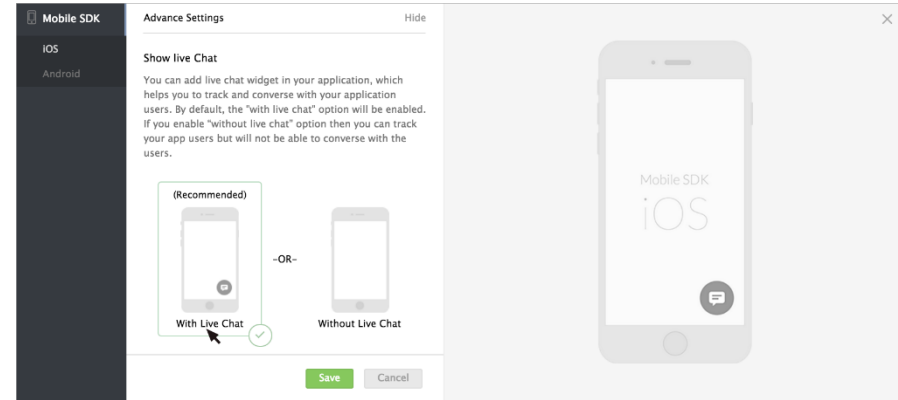 Mobile SDK
iOS
Android
Advance Settings
Hide
Show live Chat
You can add live chat widget in your application, which
helps you to track and converse with your application
users. By default, the "with live chat" option will be enabled.
If you enable "without live chat" option then you can track
your app users but will not be able to converse with the
users.
(Recommended)
-OR-
With Live Chat
Without Live Chat
Save
Cancel
Mobile SDK
iOS